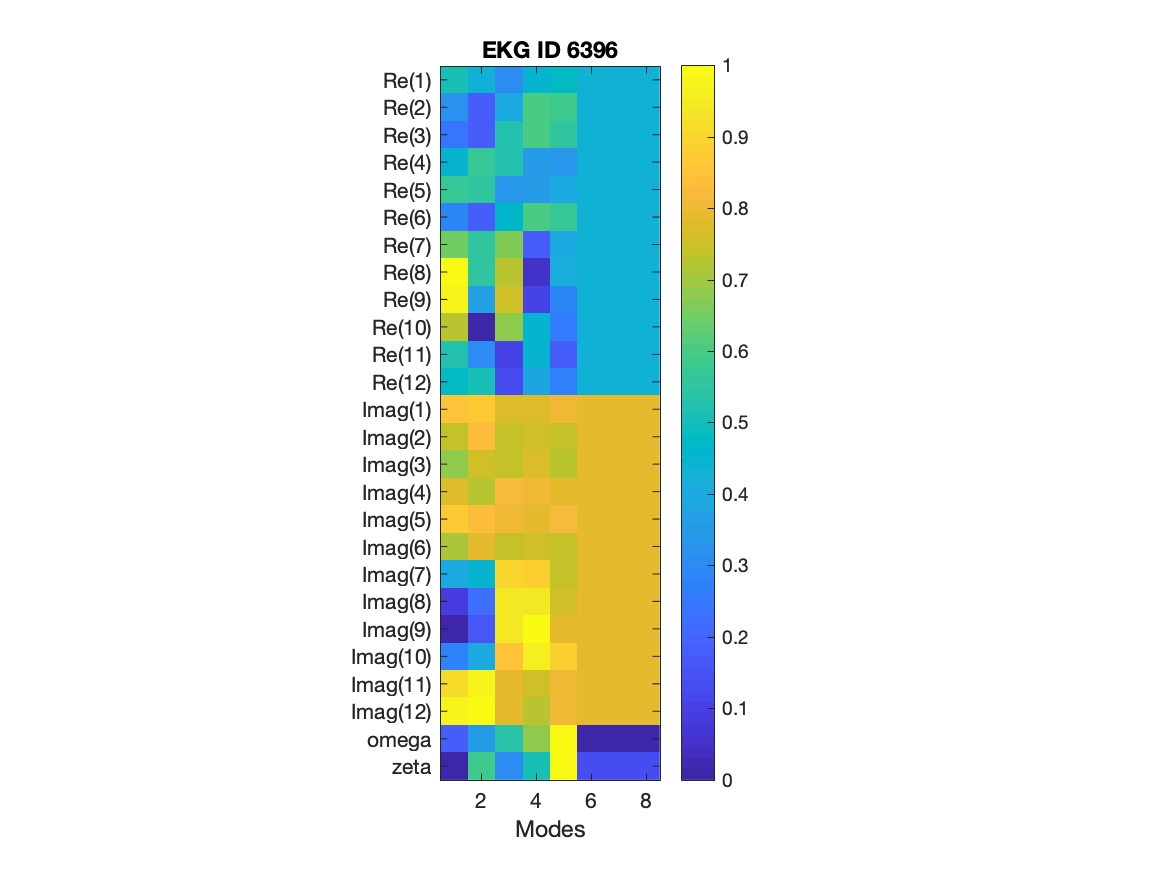 EKG ID 6396
Re(1)
Re(2)
Re(3)
Re(4)
Re(5)
Re(6)
Re(7)
Re(8)
Re(9)
Re(10)
Re(11)
Re(12)
Imag(1)
Imag(2)
Imag(3)
Imag(4)
Imag(5)
Imag(6)
Imag(7)
Imag(8)
Imag(9)
Imag(10)
Imag(11)
Imag(12)
omega
zeta
2 4 6 8
Modes
1
0.9
0.8
0.7
0.6
0.5
0.4
0.3
0.2
0.1
0